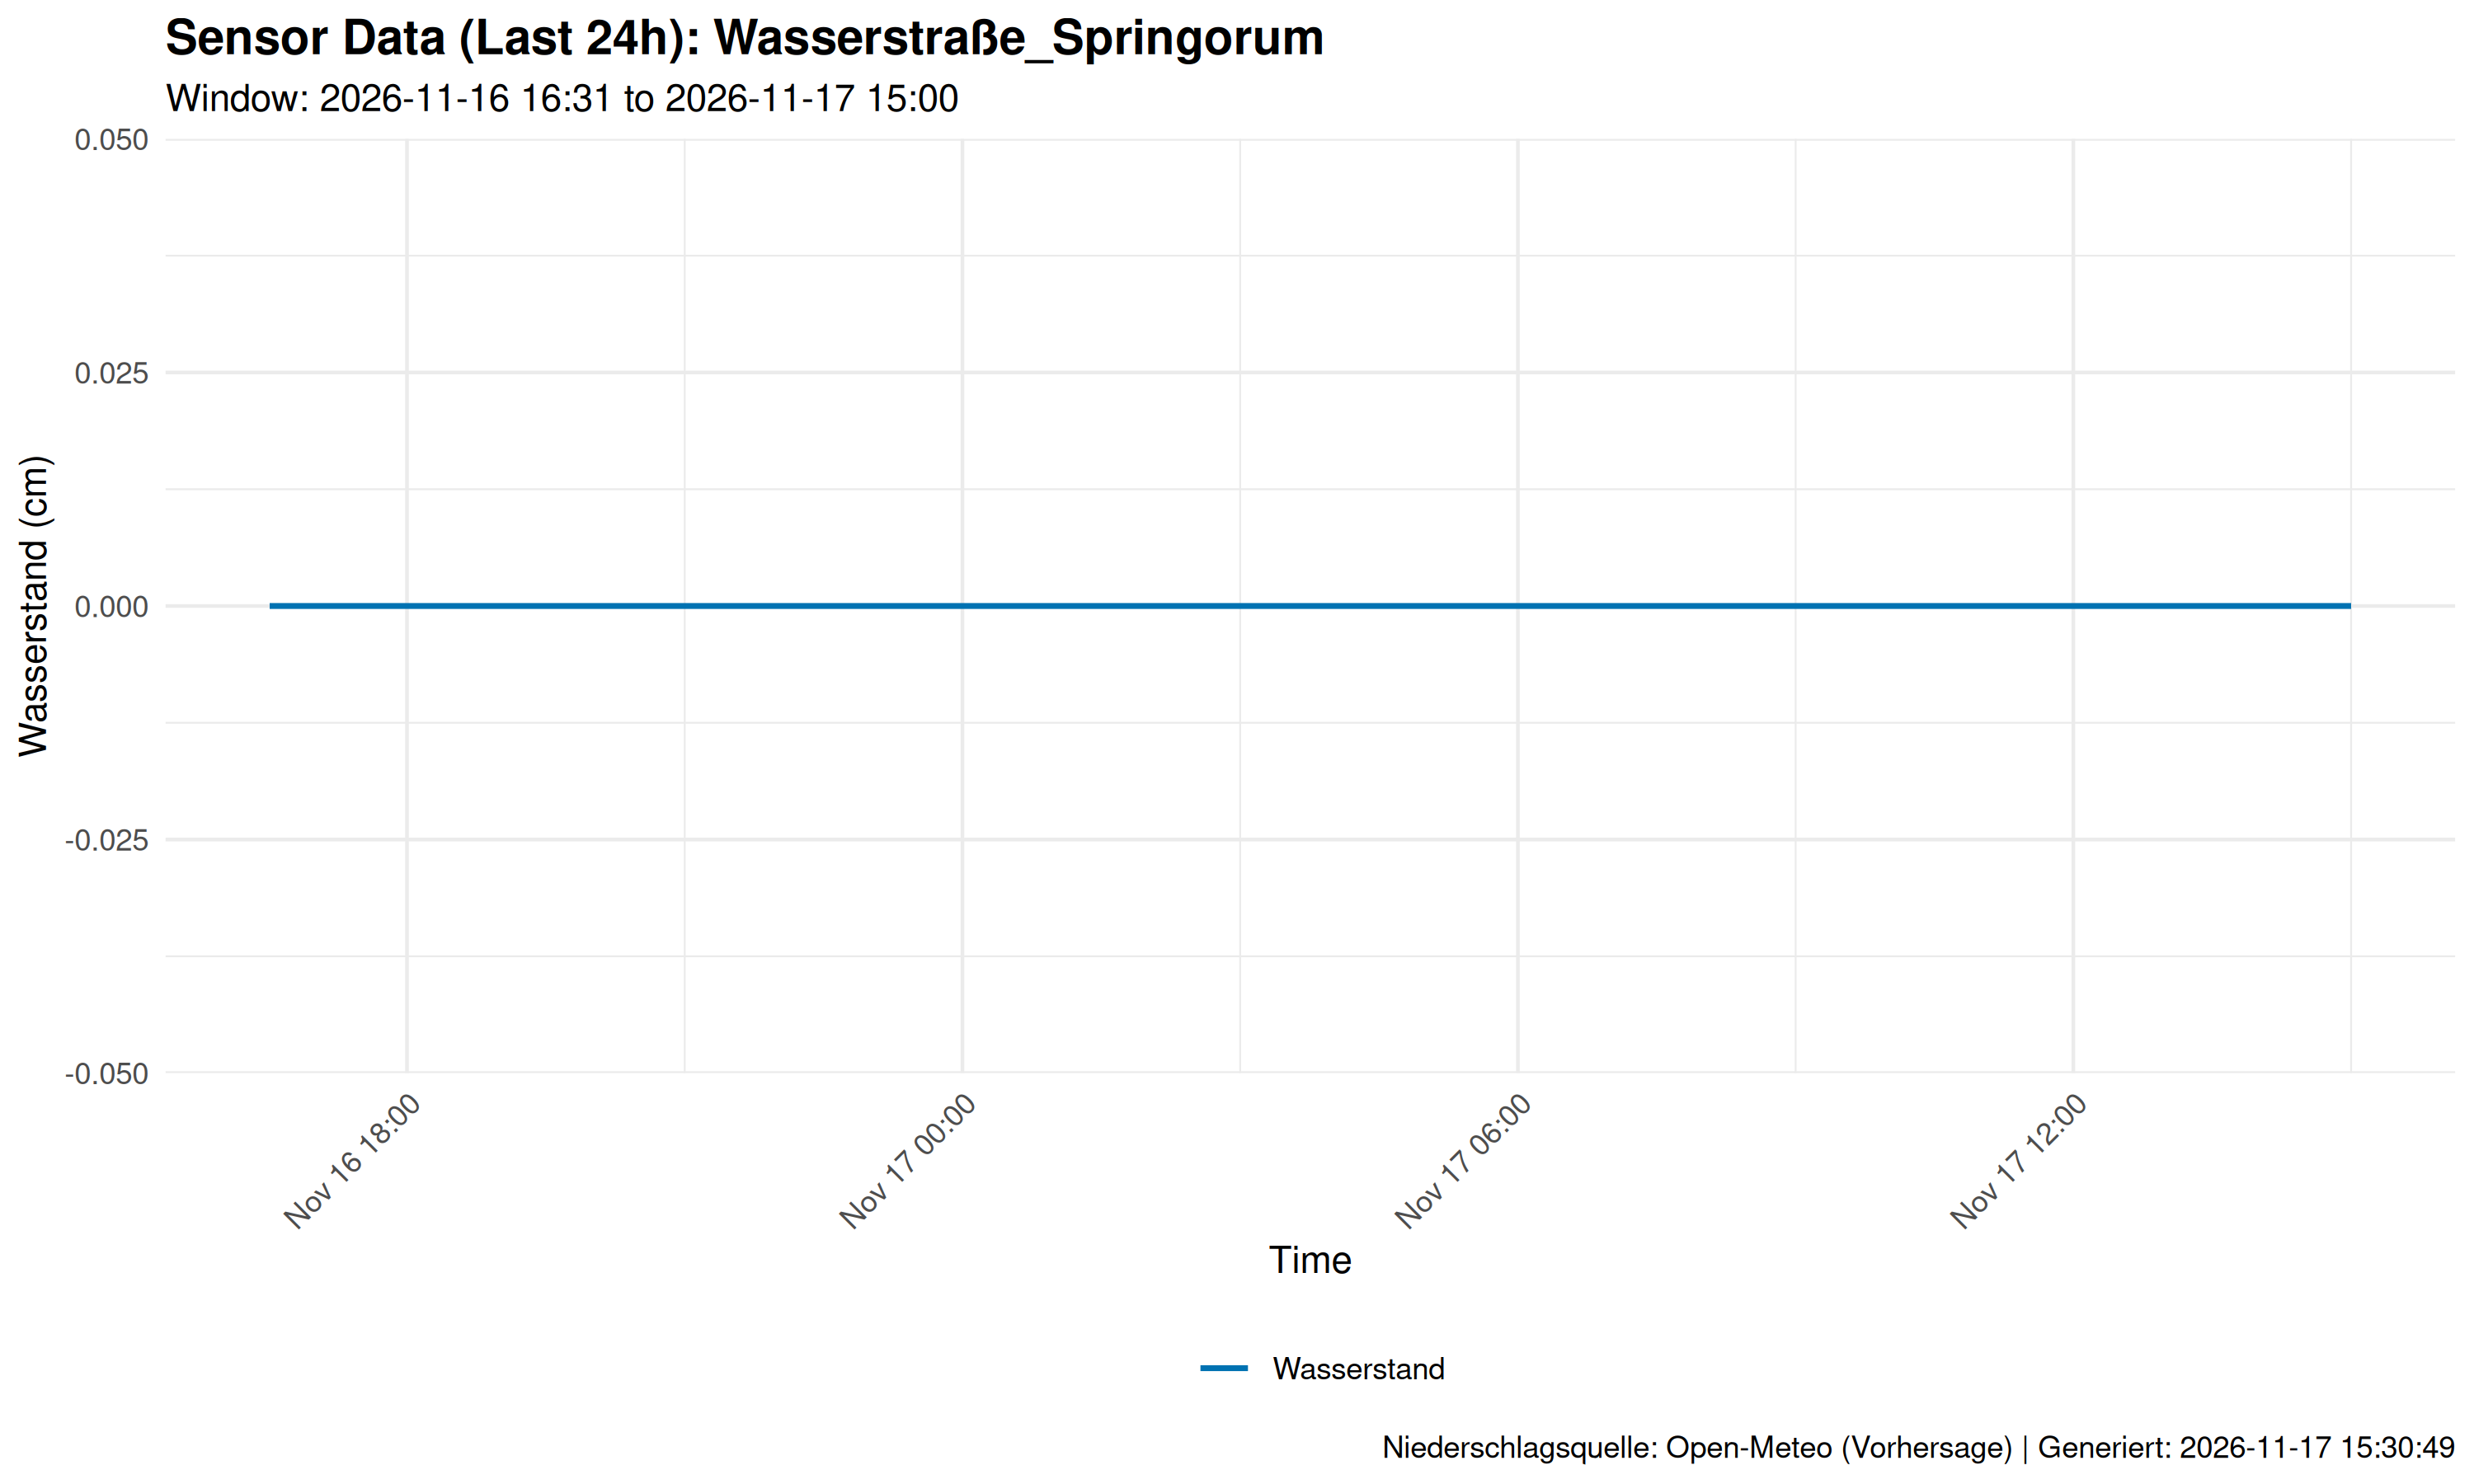 Sensor Data (Last 24h): Wasserstraße_Springorum
Window: 2026-11-16 16:31 to 2026-11-17 15:00
Wasserstand (cm)
0.050
0.025
0.000
-0.025
-0.050
Nov 16 18:00
Nov 17 00:00
Nov 17 06:00
Nov 17 12:00
Time
Wasserstand
Niederschlagsquelle: Open-Meteo (Vorhersage) | Generiert: 2026-11-17 15:30:49